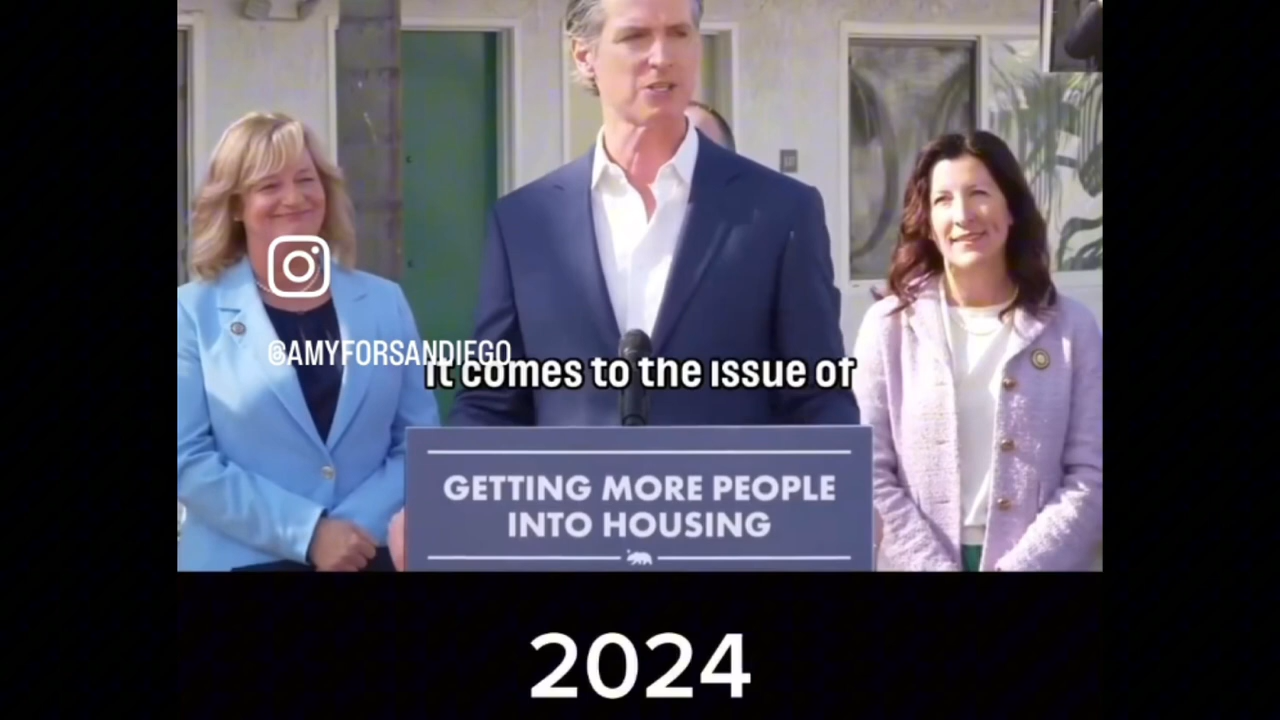 @AMYFORSANDIEGO
it comes to the issue of
GETTING MORE PEOPLE
INTO HOUSING
2024